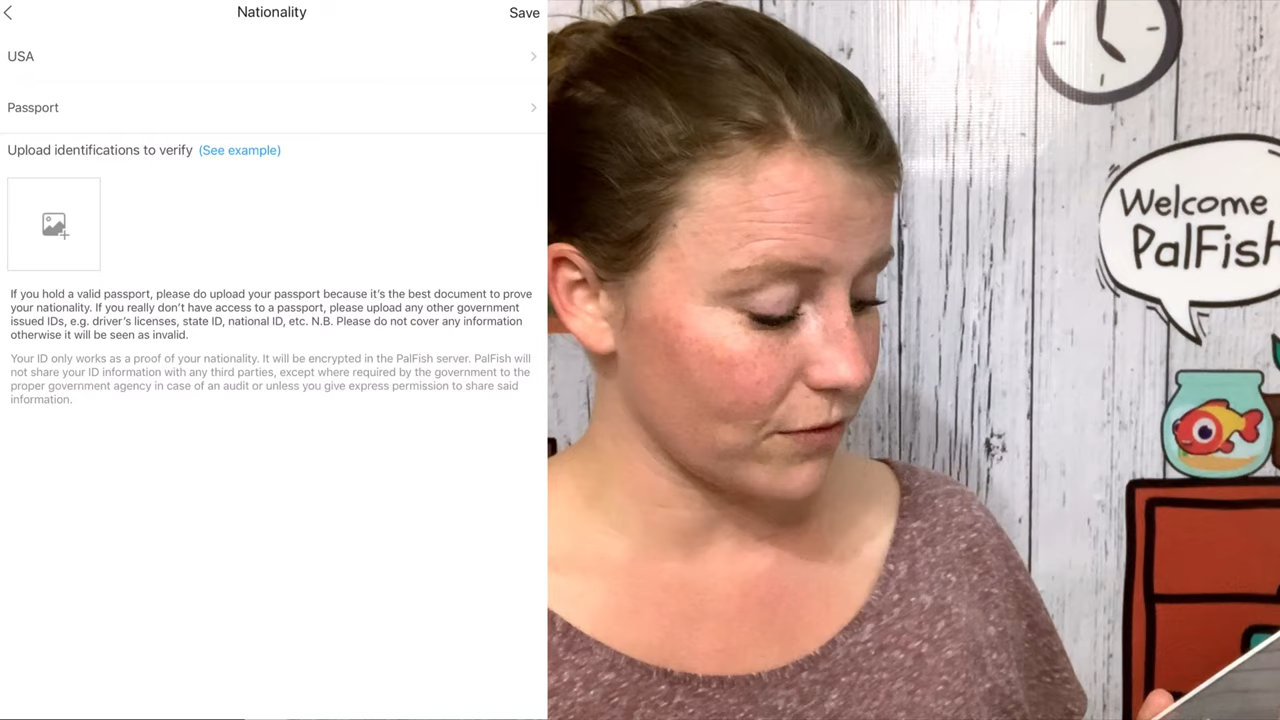 Nationality
Save
USA
Passport
Upload identifications to verify (See example)
If you hold a valid passport, please do upload your passport because it's the best document to prove
your nationality. If you really don't have access to a passport, please upload any other government
issued IDs, e.g. driver's licenses, state ID, national ID, etc. N.B. Please do not cover any information
otherwise it will be seen as invalid.
Your ID only works as a proof of your nationality. It will be encrypted in the PalFish server. PalFish will
not share your ID information with any third parties, except where required by the government to the
proper government agency in case of an audit or unless you give express permission to share said
information.
Welcome
PalFish